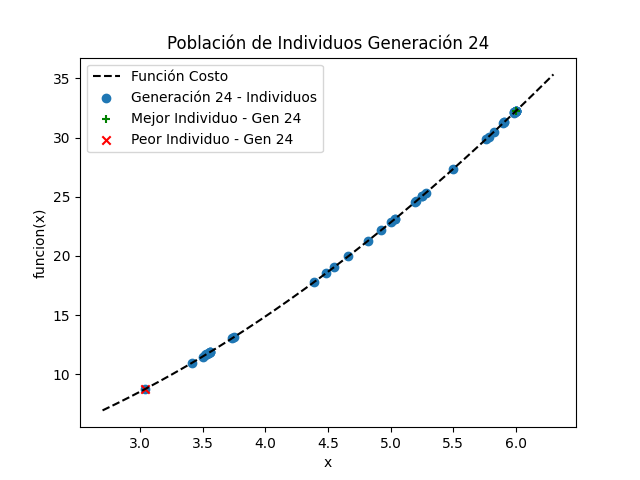 Población de Individuos Generación 24
Función Costo
Generación 24 - Individuos
Mejor Individuo - Gen 24
Peor Individuo - Gen 24
35
30
25
20
15
10
funcion(x)
3.0 3.5 4.0 4.5 5.0 5.5 6.0
x